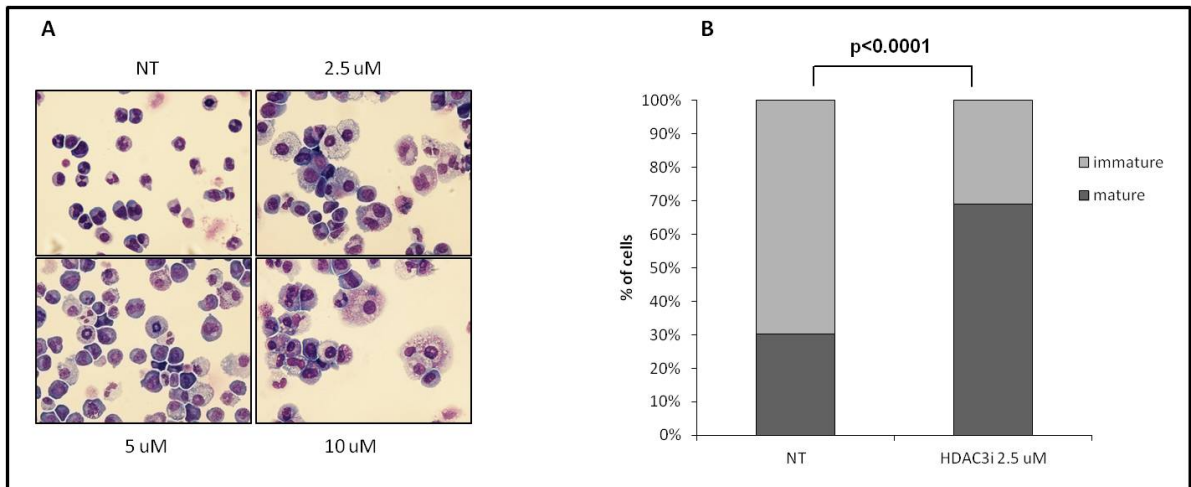 A
NT
2.5 uM
5 uM
10 uM
B
p<0.0001
100%
90%
80%
70%
60%
50%
40%
30%
20%
10%
0%
% of cells
NT
HDAC3i 2.5 uM
immature
mature